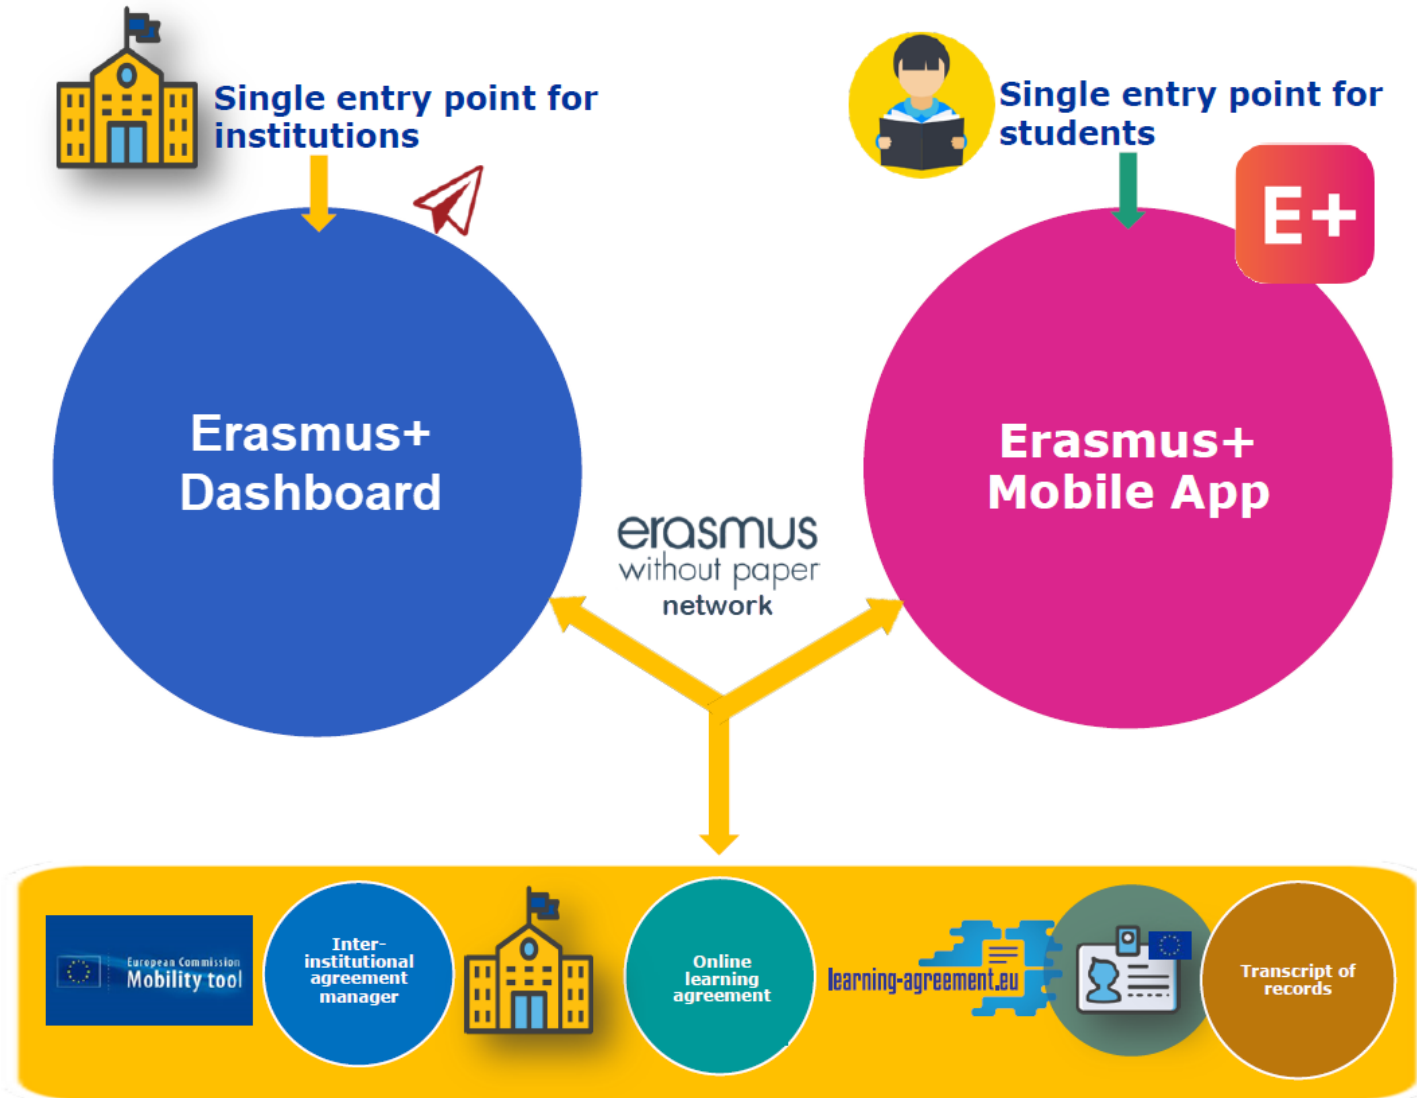 Single entry point for
institutions
Single entry point for
students
E+
Erasmus+
Dashboard
Erasmus+
Mobile App
erasmus
without paper
network
European Commission
Mobility tool
Inter-
institutional
agreement
manager
Online
learning
agreement
learning-agreement.eu
Transcript of
records